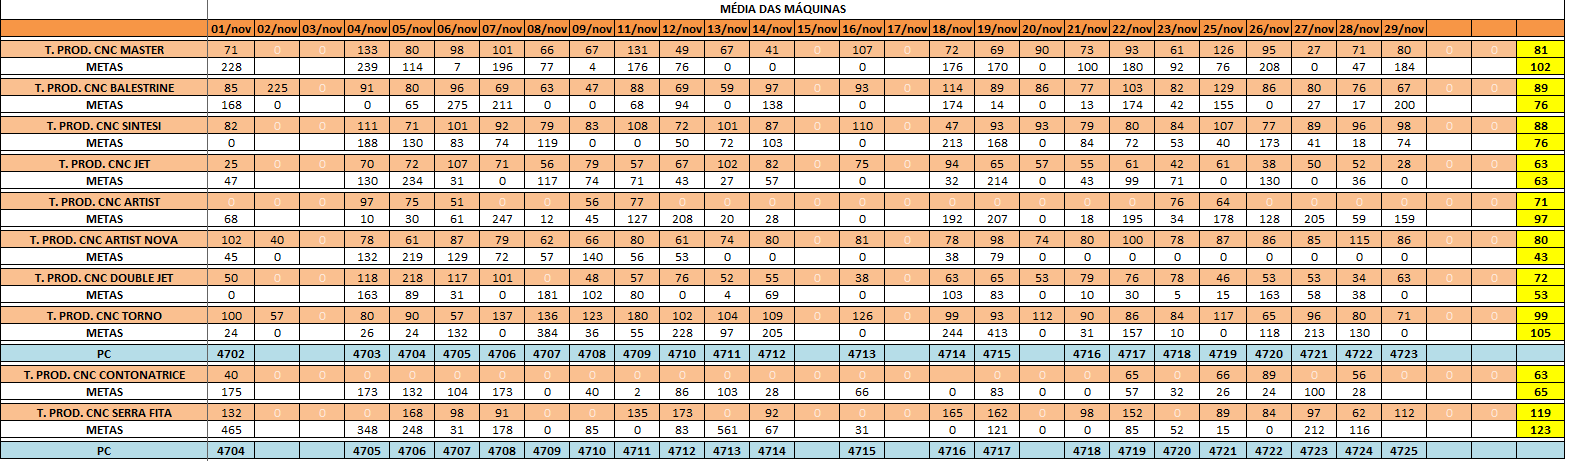 MÉDIA DAS MÁQUINAS
01/nov 02/nov 03/nov 04/nov 05/nov 06/nov 07/nov 08/nov 09/nov 11/nov 12/nov 13/nov 14/nov 15/nov 16/nov 17/nov 18/nov 19/nov 20/nov 21/nov 22/nov 23/nov 25/nov 26/nov 27/nov 28/nov 29/nov
T. PROD. CNC MASTER 71 0 0 133 80 98 101 66 67 131 49 67 41 0 107 0 72 69 90 73 93 61 126 95 27 71 80 0 0 81
METAS 228 239 114 7 196 77 4 176 76 0 0 0 176 170 0 100 180 92 76 208 0 47 184 102
T. PROD. CNC BALESTRINE 85 225 0 91 80 96 69 63 47 88 69 59 97 0 93 0 114 89 86 77 103 82 129 86 80 76 67 0 0 89
METAS 168 0 0 65 275 211 0 0 68 94 0 138 174 14 0 13 174 42 155 0 27 17 200 76
T. PROD. CNC SINTESI 82 0 0 111 71 101 92 79 83 108 72 101 87 0 110 0 47 93 93 79 80 84 107 77 89 96 98 0 0 88
METAS 0 188 130 83 74 119 0 0 50 72 103 213 168 0 84 72 53 40 173 41 18 74 76
T. PROD. CNC JET 25 0 0 70 72 107 71 56 79 57 67 102 82 0 75 0 94 65 57 55 61 42 61 38 50 52 28 0 0 63
METAS 47 130 234 31 0 117 74 71 43 27 57 32 214 0 43 99 71 0 130 0 36 0 63
T. PROD. CNC ARTIST 0 0 0 97 75 51 0 0 56 77 0 0 0 0 0 0 0 0 0 0 0 76 64 0 0 0 0 0 0 71
METAS 68 10 30 61 247 12 45 127 208 20 28 192 207 0 18 195 34 178 128 205 59 159 97
T. PROD. CNC ARTIST NOVA 102 40 0 78 61 87 79 62 66 80 61 74 80 0 81 0 78 98 74 80 100 78 87 86 85 115 86 0 0 80
METAS 45 0 132 219 129 72 57 140 56 53 0 0 0 38 79 0 0 0 0 0 0 0 0 0 43
T. PROD. CNC DOUBLE JET 50 0 0 118 218 117 101 0 48 57 76 52 55 0 38 0 63 65 53 79 76 78 46 53 53 34 63 0 0 72
METAS 0 163 89 31 0 181 102 80 0 4 69 103 83 0 10 30 5 15 163 58 38 0 53
T. PROD. CNC TORNO 100 57 0 80 90 57 137 136 123 180 102 104 109 0 126 0 99 93 112 90 86 84 117 65 96 80 71 0 0 99
METAS 24 0 26 24 132 0 384 36 55 228 97 205 244 413 0 31 157 10 0 118 213 130 0 105
PC 4702 4703 4704 4705 4706 4707 4708 4709 4710 4711 4712 4713 4714 4715 4716 4717 4718 4719 4720 4721 4722 4723
T. PROD. CNC CONTONATRICE 40 0 0 0 0 0 0 0 0 0 0 0 0 0 0 0 0 0 0 0 65 0 66 89 0 56 0 0 0 63
METAS 175 173 132 104 173 0 40 2 86 103 28 66 0 83 0 0 57 32 26 24 100 28 65
T. PROD. CNC SERRA FITA 132 0 0 0 168 98 91 0 0 135 173 0 92 0 0 0 165 162 0 98 152 0 89 84 97 62 112 0 0 119
METAS 465 348 248 31 178 0 85 0 83 561 67 31 0 121 0 0 85 52 15 0 212 116 123
PC 4704 4705 4706 4707 4708 4709 4710 4711 4712 4713 4714 4715 4716 4717 4718 4719 4720 4721 4722 4723 4724 4725